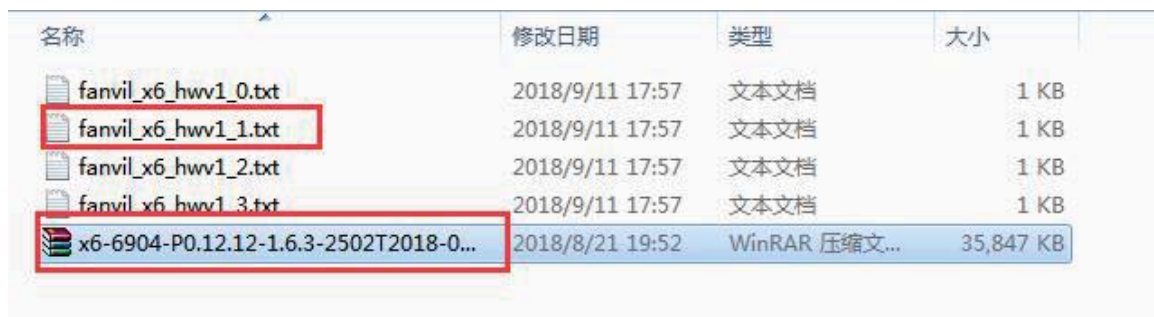 名称 修改日期 类型 大小
fanvil_x6_hwv1_0.txt 2018/9/11 17:57 文本文档 1 KB
fanvil_x6_hwv1_1.txt 2018/9/11 17:57 文本文档 1 KB
fanvil_x6_hwv1_2.txt 2018/9/11 17:57 文本文档 1 KB
fanvil_x6_hwv1_3.txt 2018/9/11 17:57 文本文档 1 KB
x6-6904-P0.12.12-1.6.3-2502T2018-0... 2018/8/21 19:52 WinRAR 压缩文... 35,847 KB